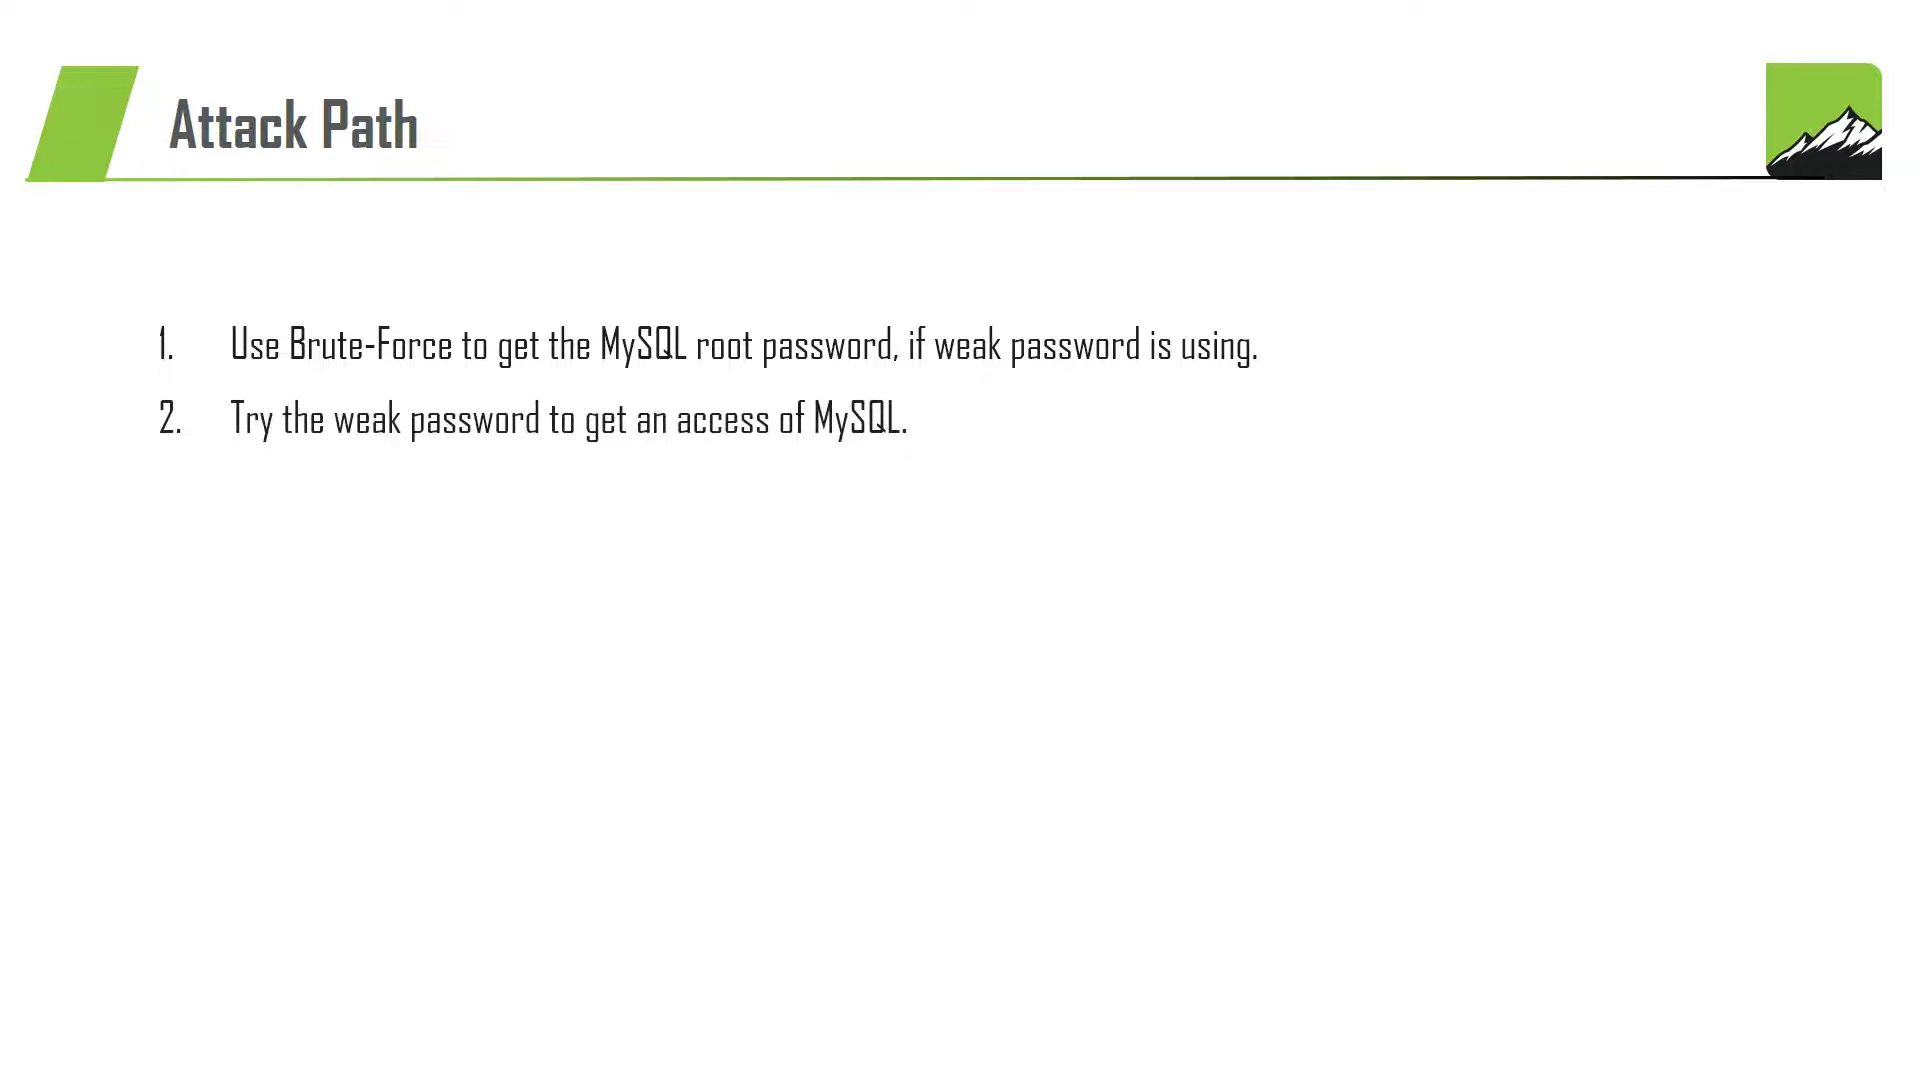 Attack Path
1. Use Brute-Force to get the MySQL root password, if weak password is using.
2. Try the weak password to get an access of MySQL.